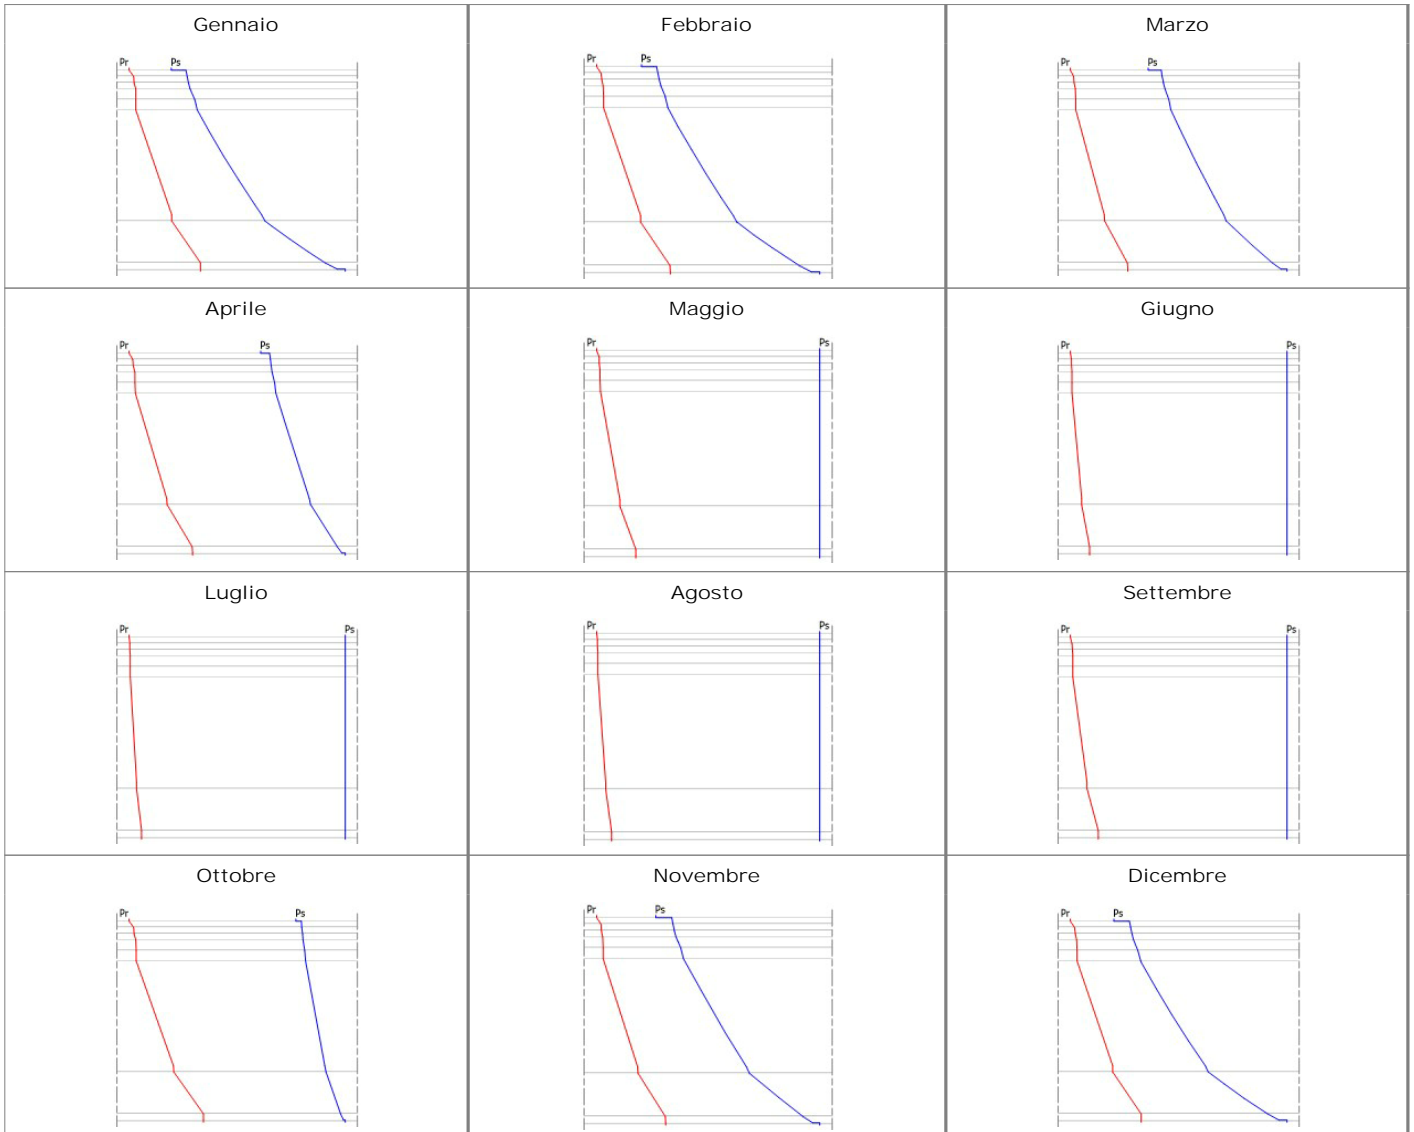 Gennaio
Febbraio
Marzo
Pr Ps
Pr Ps
Pr Ps
Aprile
Maggio
Giugno
Pr Ps
Pr Ps
Pr Ps
Luglio
Agosto
Settembre
Pr Ps
Pr Ps
Pr Ps
Ottobre
Novembre
Dicembre
Pr Ps
Pr Ps
Pr Ps